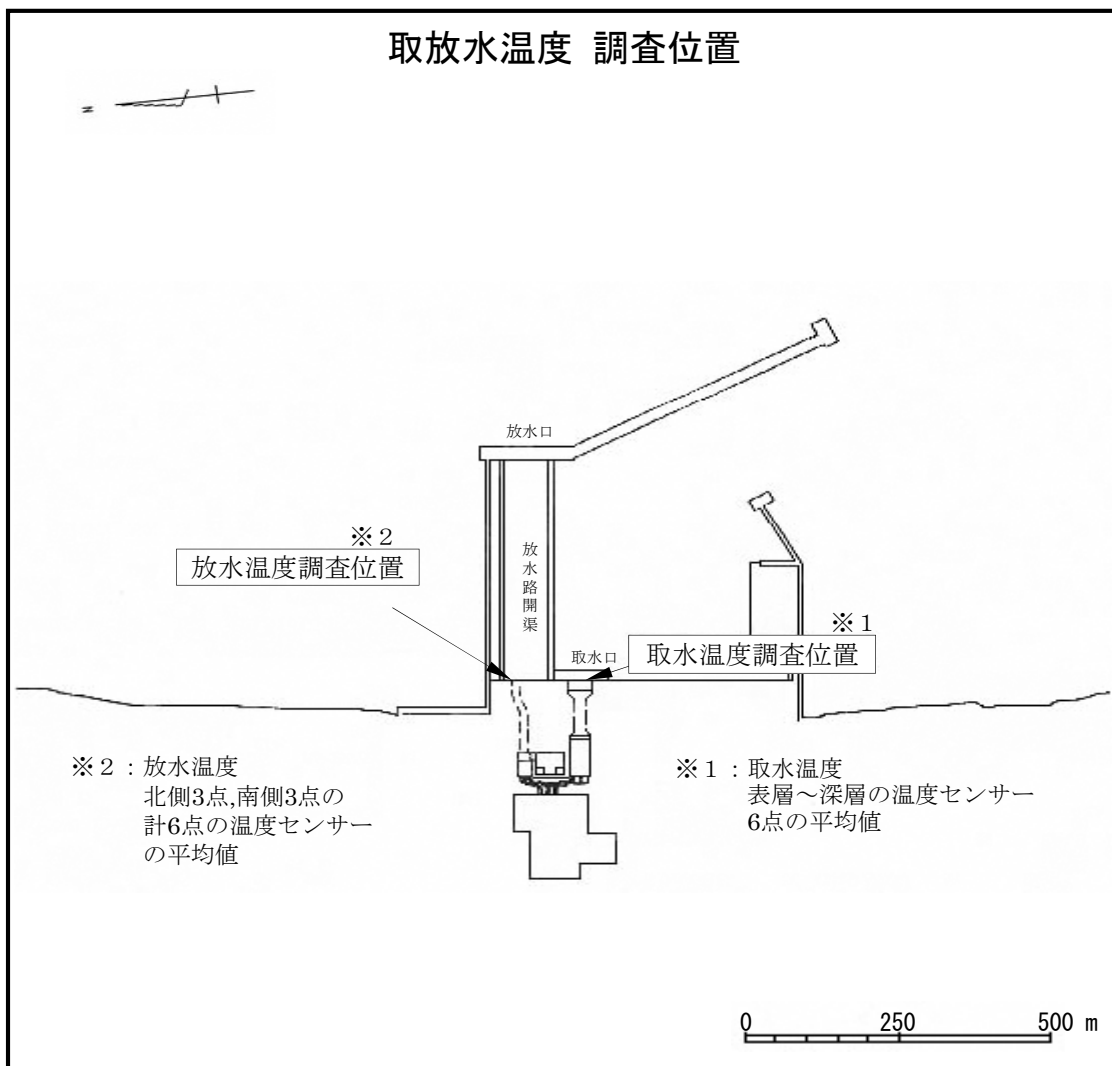 取放水温度 調査位置
N
放水口
※2
放水温度調査位置
放水路開渠
※1
取水口
取水温度調査位置
※2：放水温度
北側3点,南側3点の
計6点の温度センサー
の平均値
※1：取水温度
表層～深層の温度センサー
6点の平均値
0 250 500 m